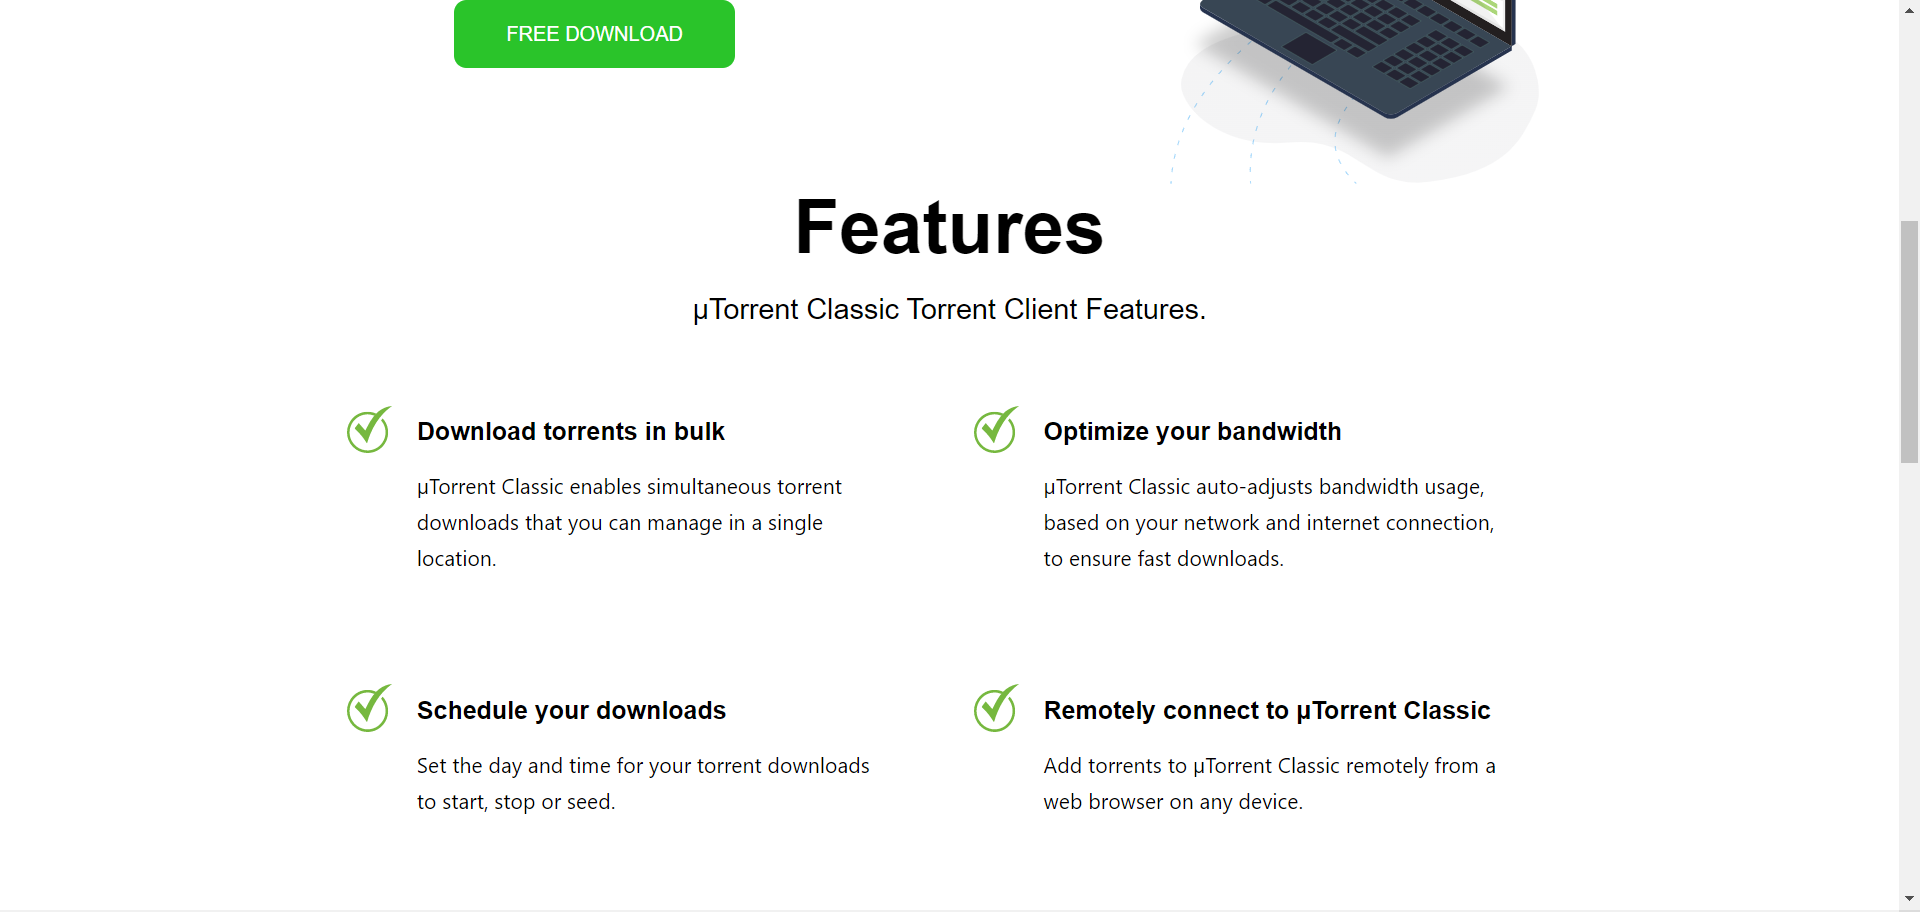 FREE DOWNLOAD
Features
µTorrent Classic Torrent Client Features.
Download torrents in bulk
µTorrent Classic enables simultaneous torrent
downloads that you can manage in a single
location.
Optimize your bandwidth
µTorrent Classic auto-adjusts bandwidth usage,
based on your network and internet connection,
to ensure fast downloads.
Schedule your downloads
Set the day and time for your torrent downloads
to start, stop or seed.
Remotely connect to µTorrent Classic
Add torrents to µTorrent Classic remotely from a
web browser on any device.